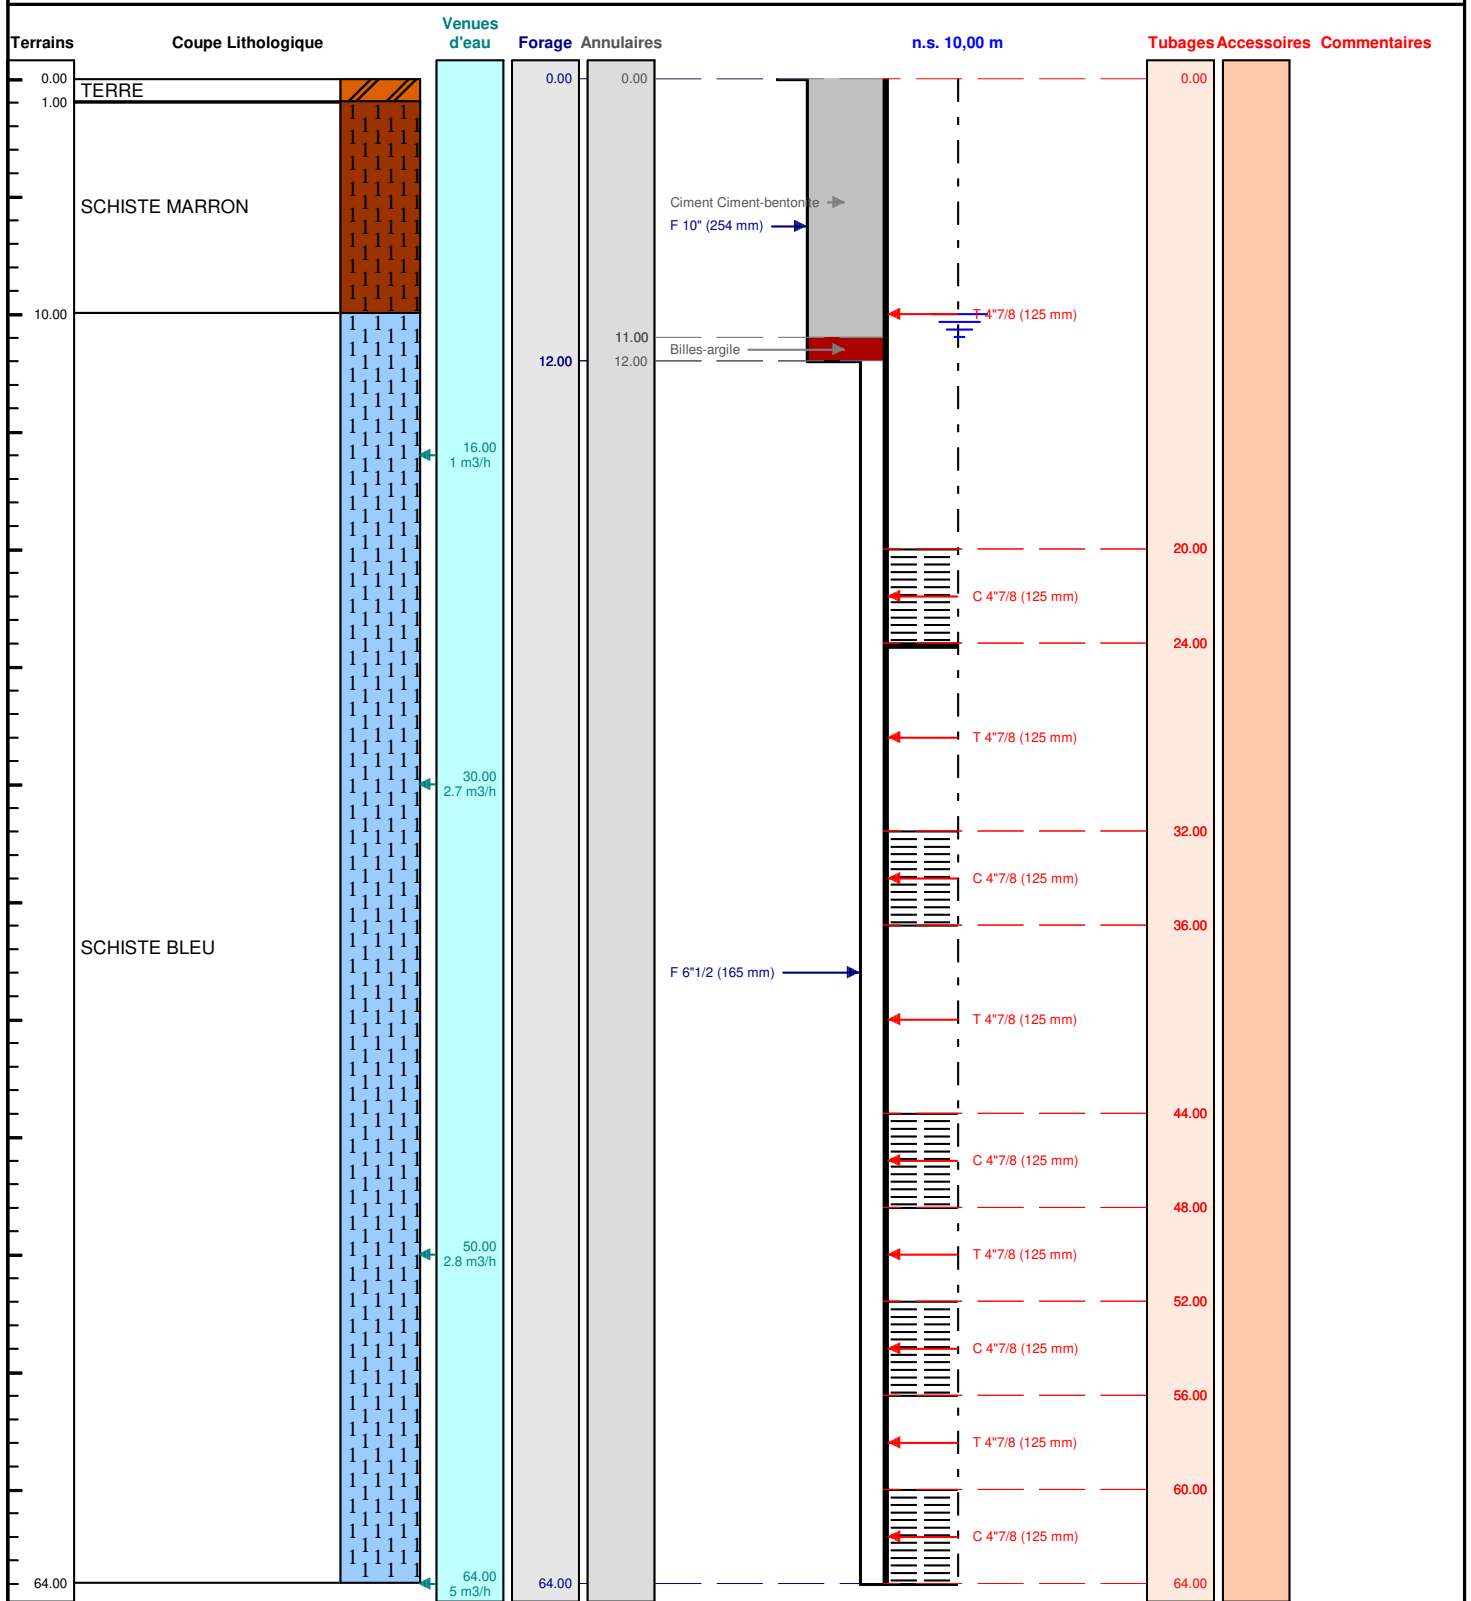 Terrains Coupe Lithologique Venues d'eau Forage Annulaires n.s. 10,00 m Tubages Accessoires Commentaires
0.00 0.00 0.00 0.00
TERRE
1.00
Ciment Ciment-bentonite
SCHISTE MARRON
F 10" (254 mm)
10.00 T 4"7/8 (125 mm)
11.00
Billes-argile
12.00 12.00
16.00
1 m3/h
20.00
C 4"7/8 (125 mm)
24.00
T 4"7/8 (125 mm)
30.00
2.7 m3/h
32.00
C 4"7/8 (125 mm)
36.00
SCHISTE BLEU
F 6"1/2 (165 mm)
T 4"7/8 (125 mm)
44.00
C 4"7/8 (125 mm)
48.00
50.00
T 4"7/8 (125 mm)
2.8 m3/h
52.00
C 4"7/8 (125 mm)
56.00
T 4"7/8 (125 mm)
60.00
C 4"7/8 (125 mm)
64.00 64.00 64.00 64.00
5 m3/h